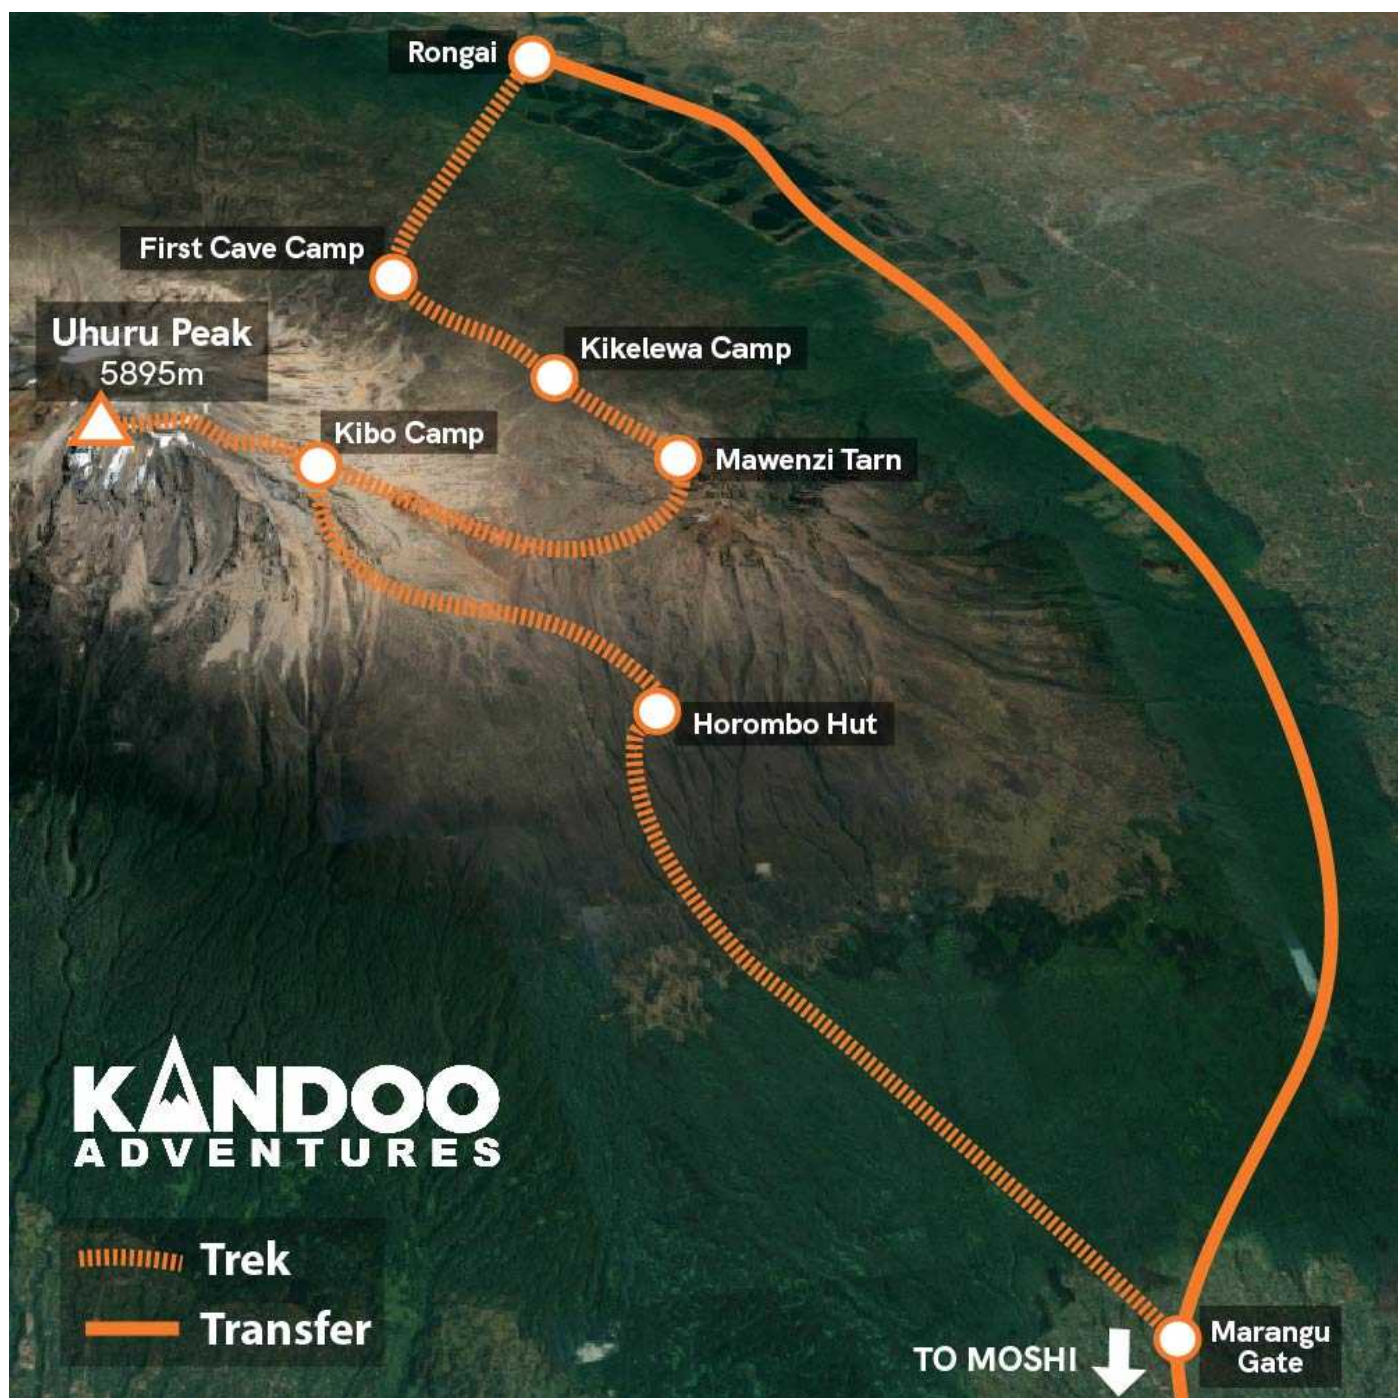 Rongai
First Cave Camp
Uhuru Peak
5895m
Kikelewa Camp
Kibo Camp
Mawenzi Tarn
Horombo Hut
KANDOO
ADVENTURES
Trek
Transfer
TO MOSHI
Marangu
Gate